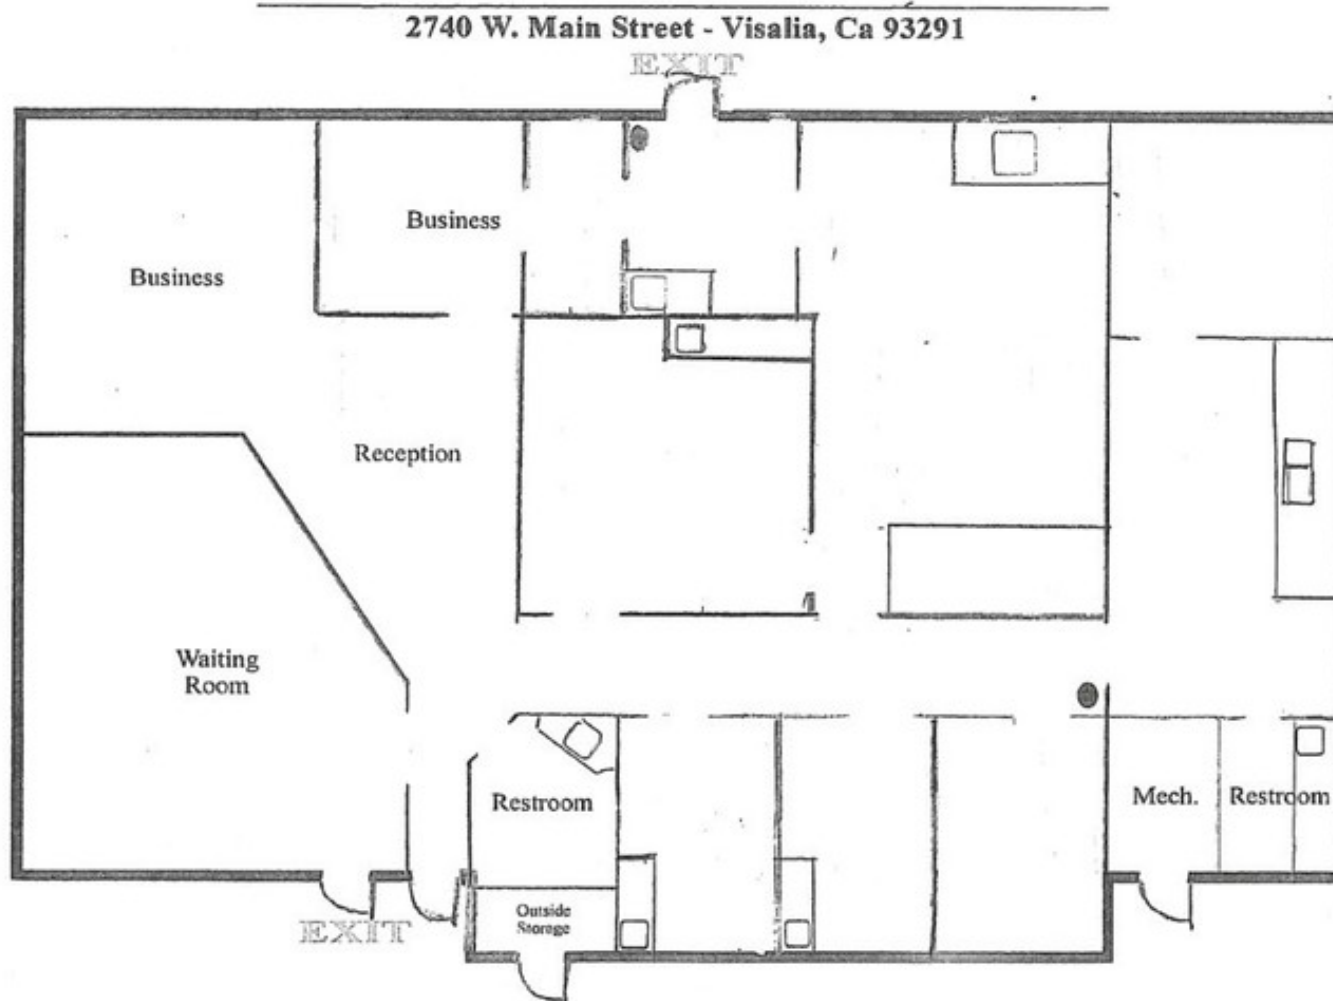 2740 W. Main Street - Visalia, Ca 93291
EXIT
Business
Business
Reception
Waiting
Room
Restroom
Mech.
Restroom
Outside
Storage
EXIT